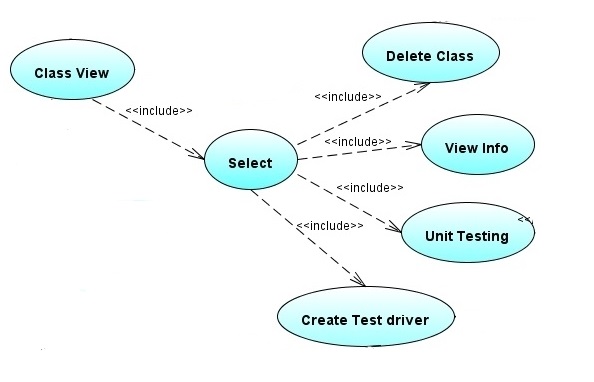 Delete Class
Class View
<<include>>
<<include>>
<<include>>
View Info
Select
<<include>>
<<include>>
Unit Testing
<<
Create Test driver